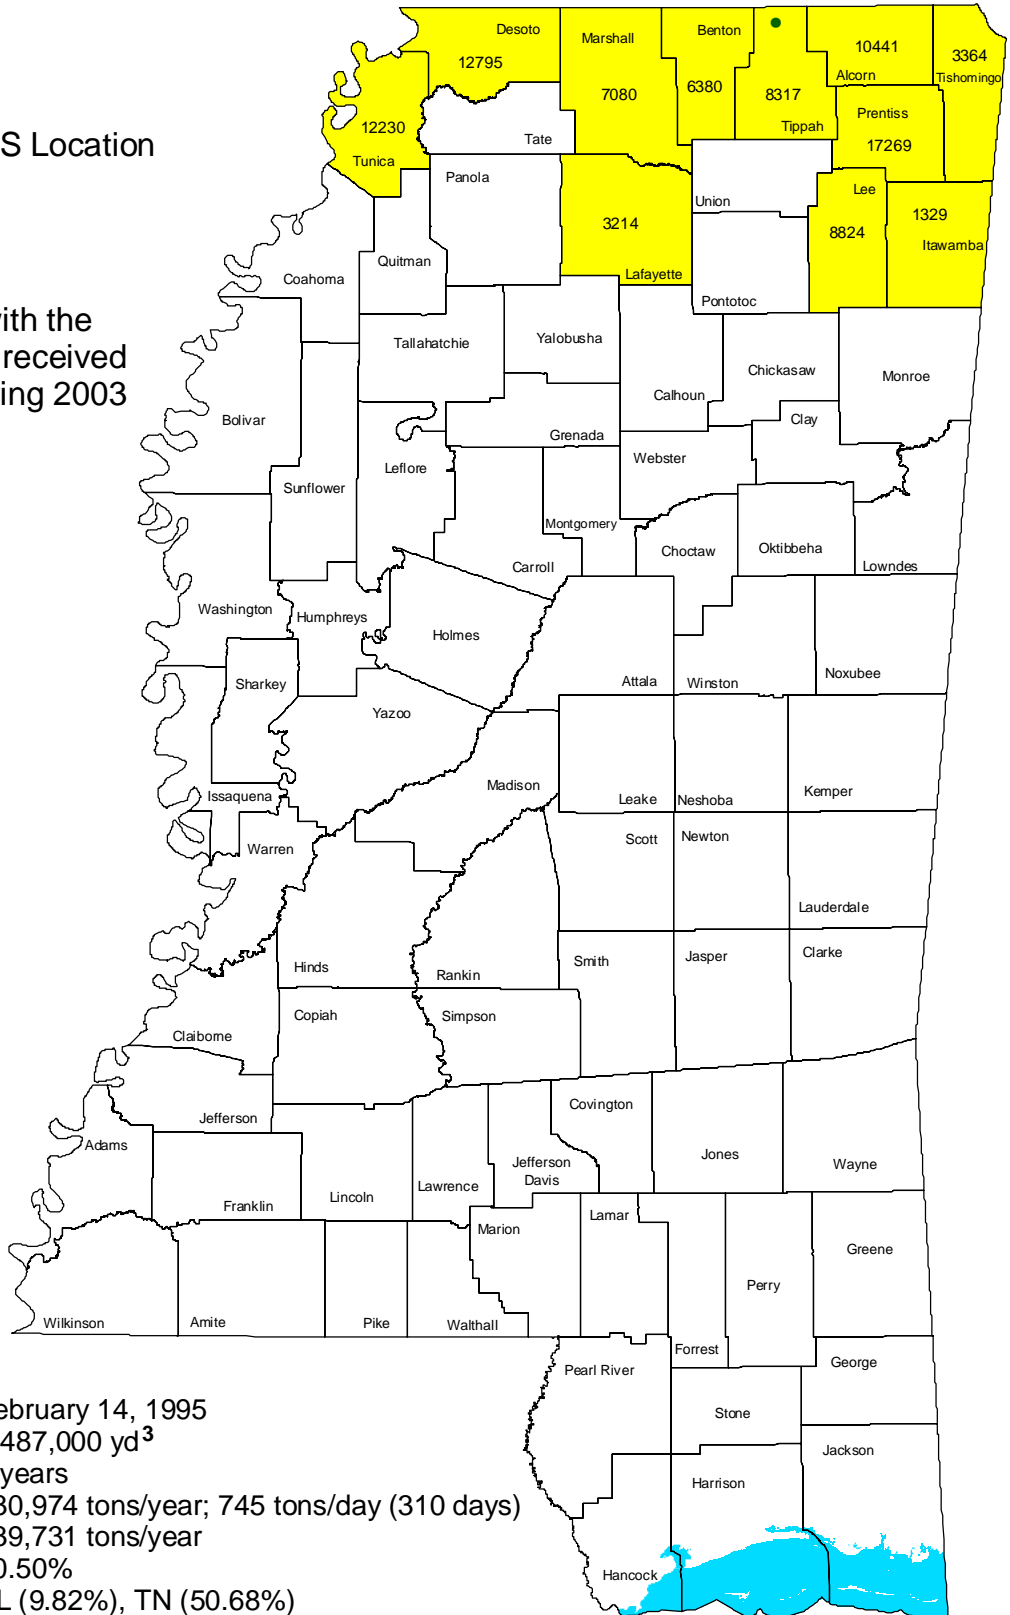 Desoto
12795
Marshall
7080
Benton
6380
8317
Tippah
10441
Alcorn
3364
Tishomingo
Prentiss
17269
12230
Tunica
Tate
S Location
Panola
Union
Lee
8824
1329
Itawamba
3214
Lafayette
Quitman
Coahoma
Pontotoc
with the
received
ing 2003
Tallahatchie
Yalobusha
Chickasaw
Monroe
Calhoun
Bolivar
Clay
Grenada
Leflore
Webster
Sunflower
Montgomery
Choctaw
Oktibbeha
Lowndes
Carroll
Washington
Humphreys
Holmes
Attala
Winston
Noxubee
Sharkey
Yazoo
Madison
Issaquena
Leake
Neshoba
Kemper
Warren
Scott
Newton
Lauderdale
Hinds
Rankin
Smith
Jasper
Clarke
Copiah
Simpson
Claiborne
Jefferson
Covington
Adams
Jones
Wayne
Jefferson
Davis
Lawrence
Lincoln
Franklin
Marion
Lamar
Greene
Perry
Wilkinson
Amite
Pike
Walthall
Forrest
George
Pearl River
Stone
Jackson
Harrison
Hancock
ebruary 14, 1995
487,000 yd³
years
30,974 tons/year; 745 tons/day (310 days)
39,731 tons/year
0.50%
L (9.82%), TN (50.68%)